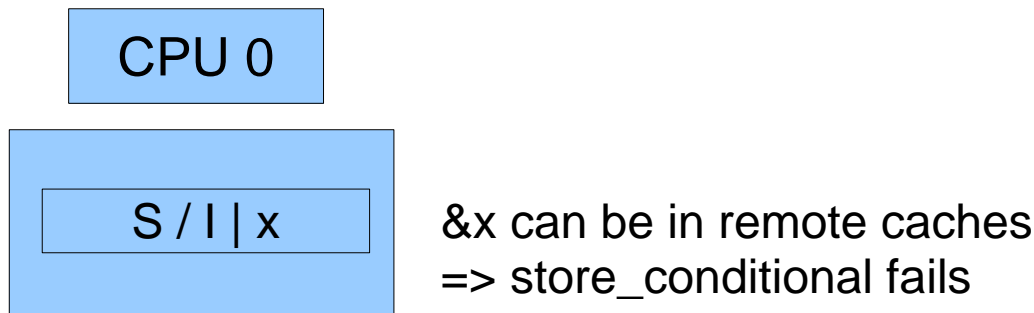 CPU 0
S / I | x
&x can be in remote caches
=> store_conditional fails